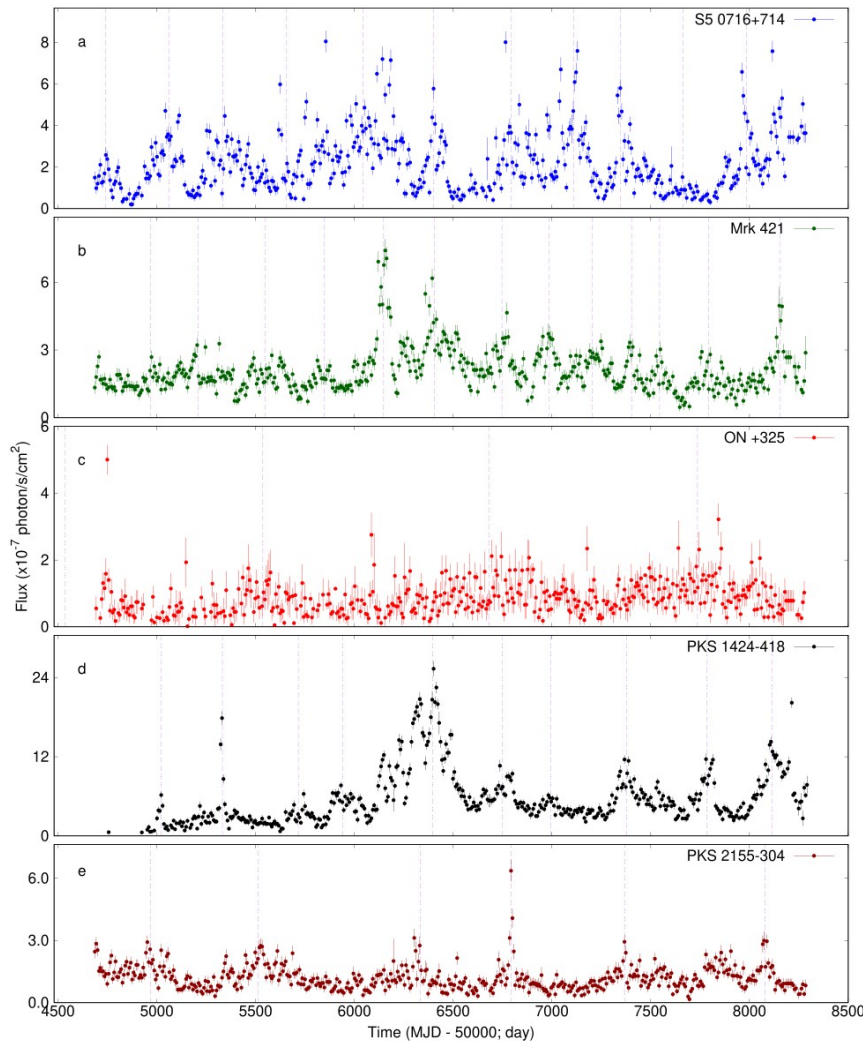 a
S5 0716+714
8
6
4
2
0
b
Mrk 421
6
3
0
c
ON +325
6
4
2
0
d
PKS 1424-418
24
12
0
e
PKS 2155-304
6.0
3.0
0.0
Flux (x10-7 photon/s/cm2)
4500 5000 5500 6000 6500 7000 7500 8000 8500
Time (MJD - 50000; day)